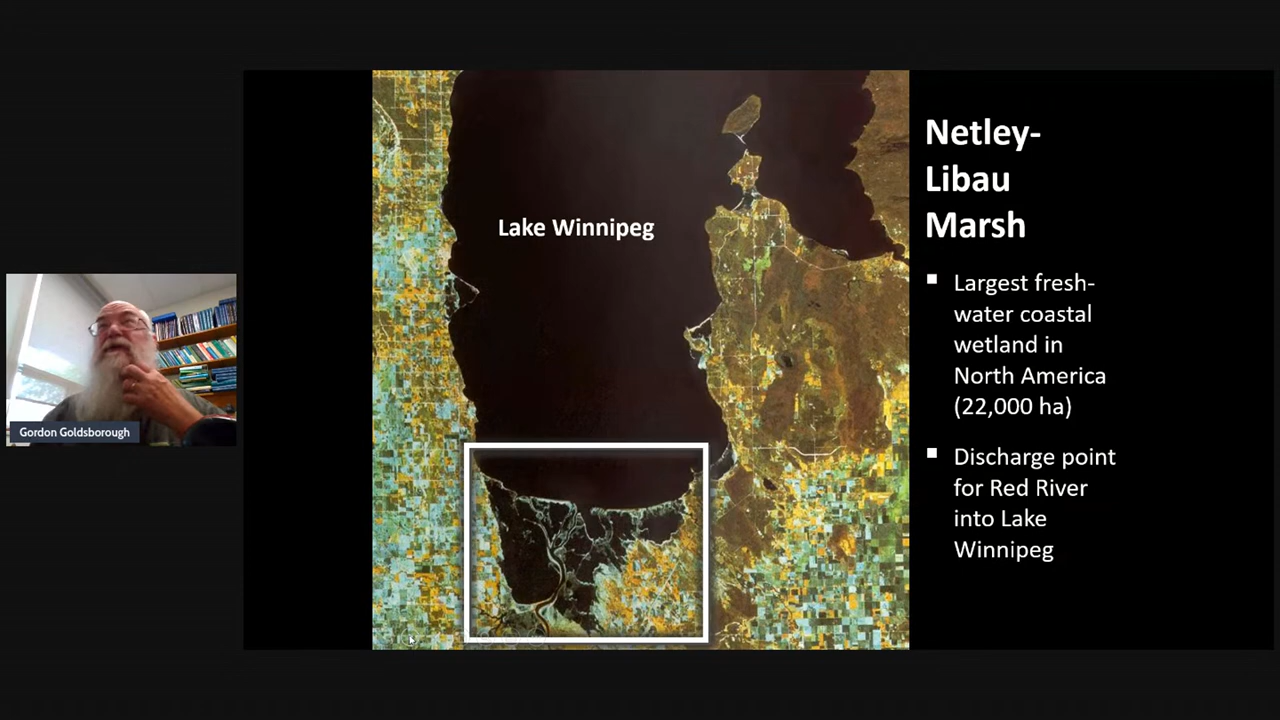 Netley-
Libau
Marsh
Lake Winnipeg
▪ Largest fresh-
water coastal
wetland in
North America
(22,000 ha)
▪ Discharge point
for Red River
into Lake
Winnipeg
Gordon Goldsborough